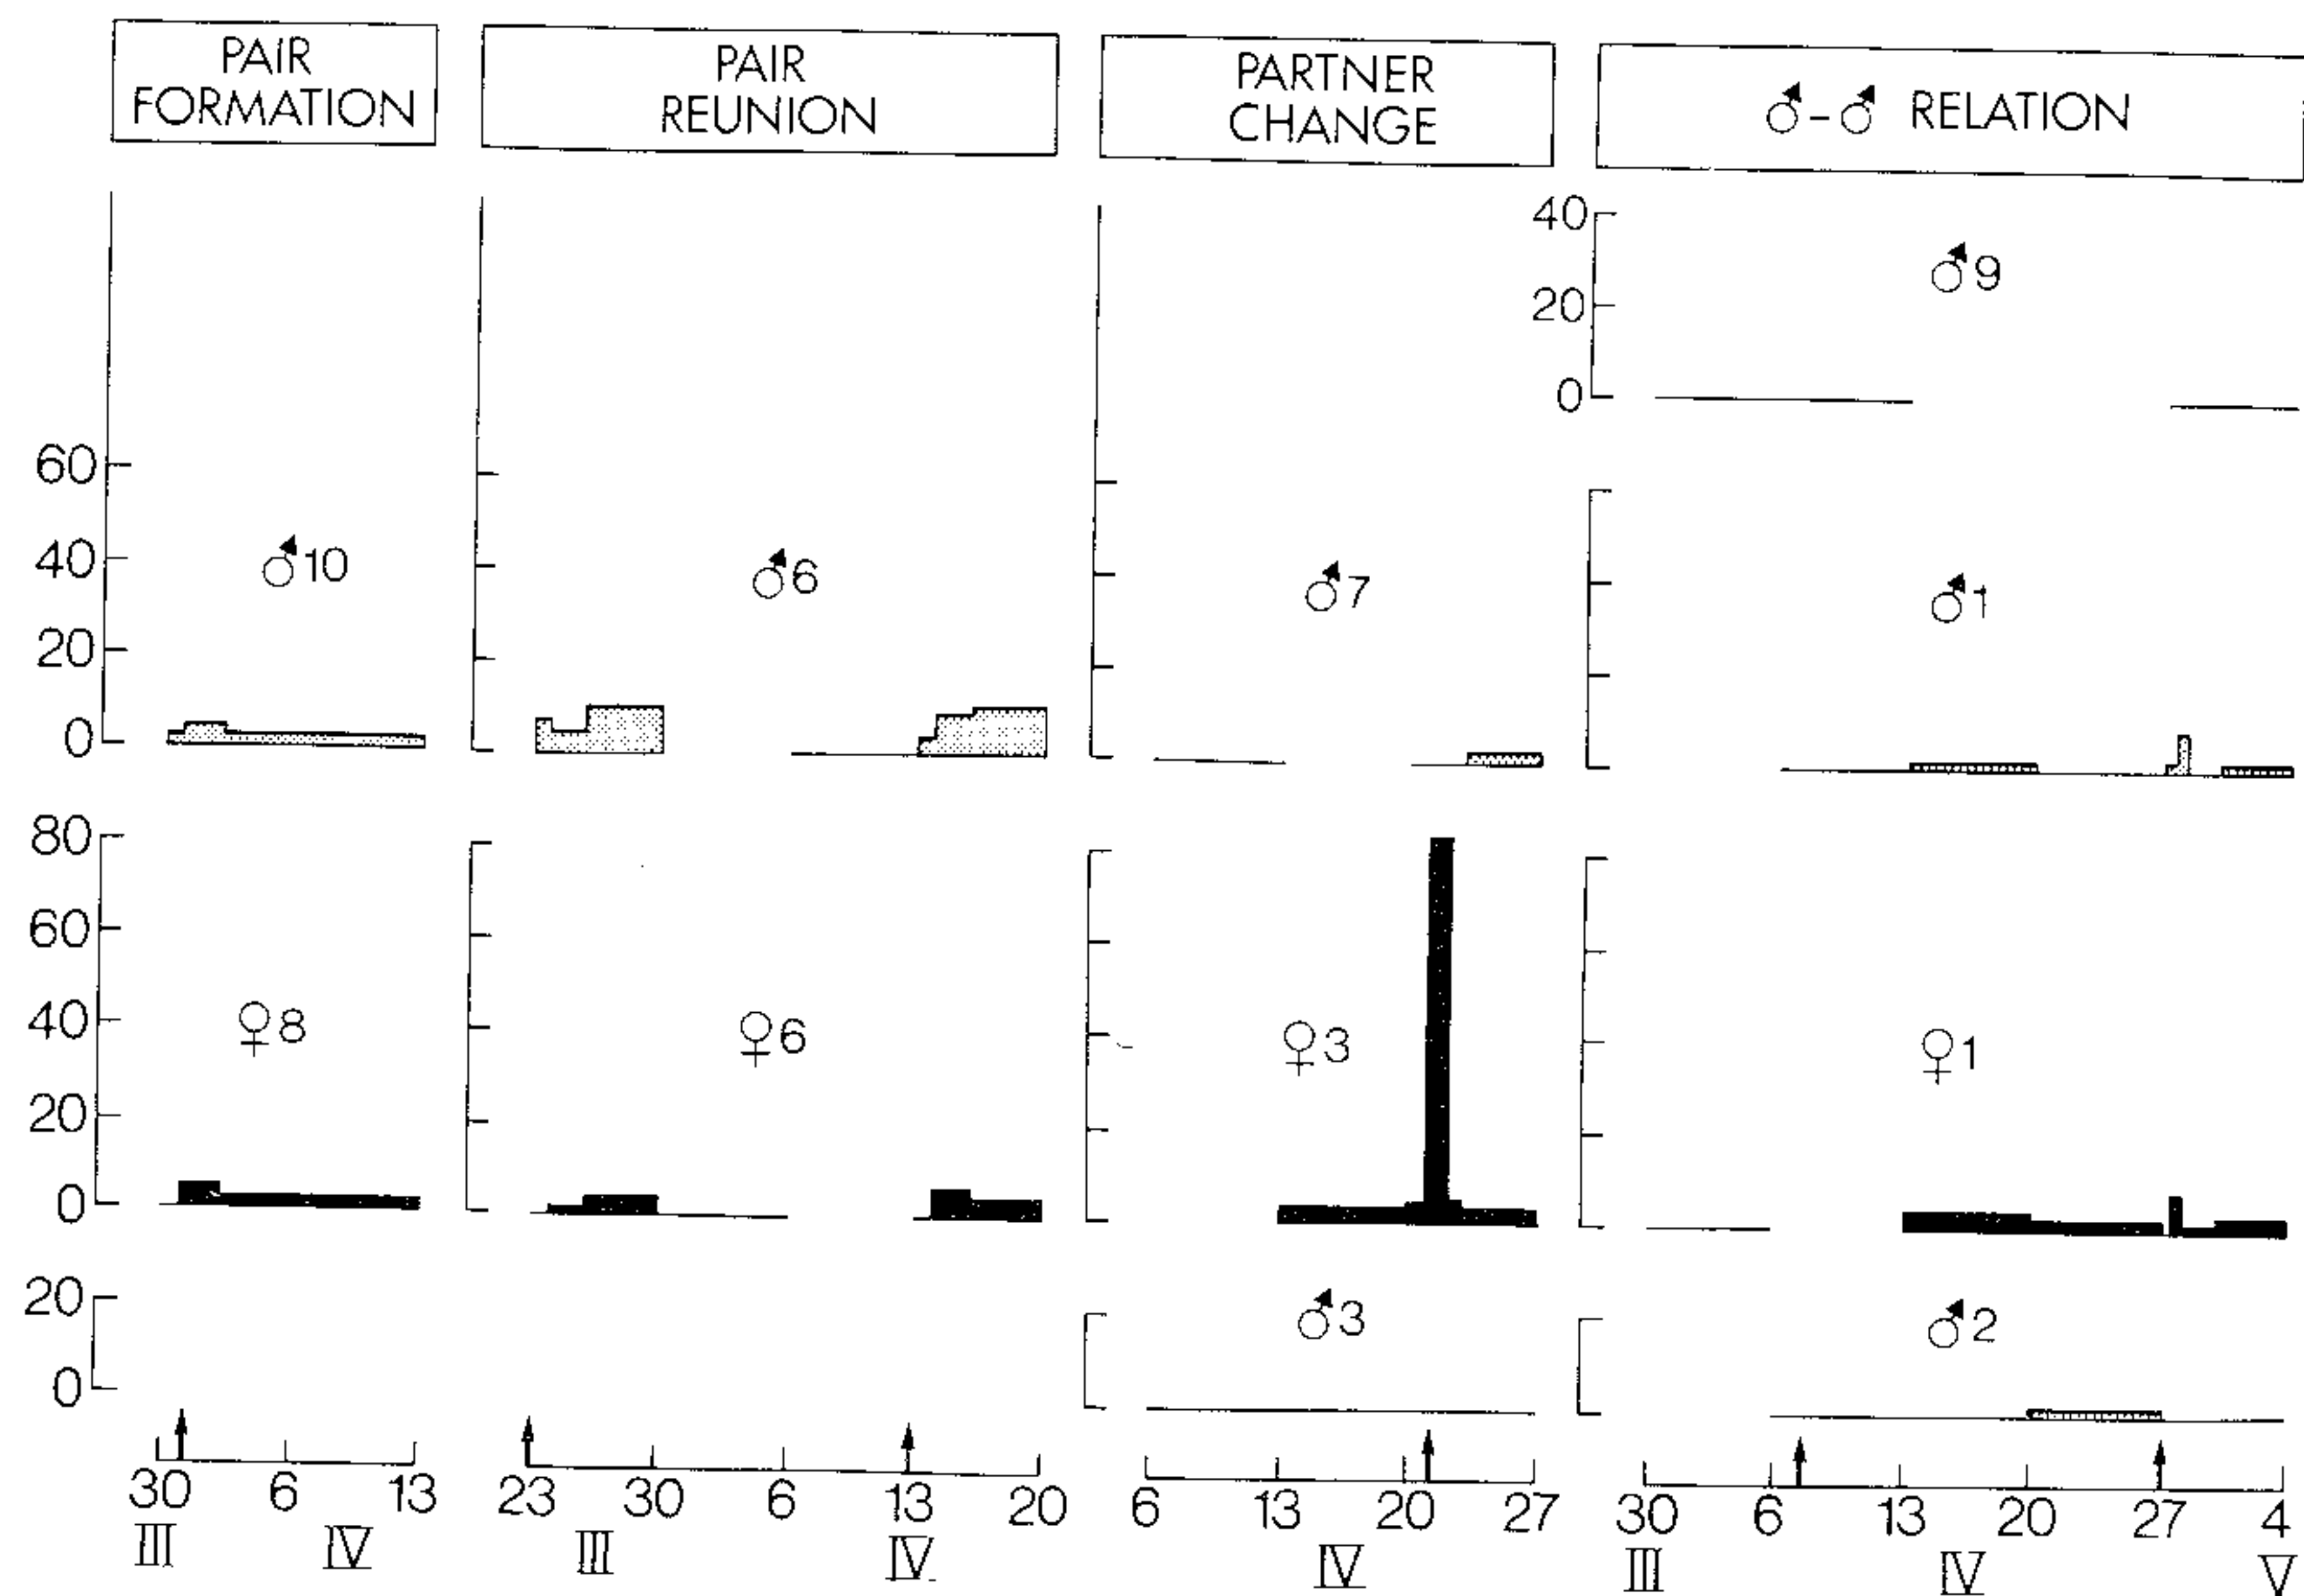 PAIR
FORMATION
PAIR
REUNION
PARTNER
CHANGE
♂-♂ RELATION
40
20
0
♂9
60
40
20
0
♂10
♂6
♂7
♂1
80
60
40
20
0
♀8
♀6
♀3
♀1
20
0
♂3
♂2
30 6 13
III IV
23 30 6 13 20
III IV
6 13 20 27
IV
30 6 13 20 27 4
III IV V